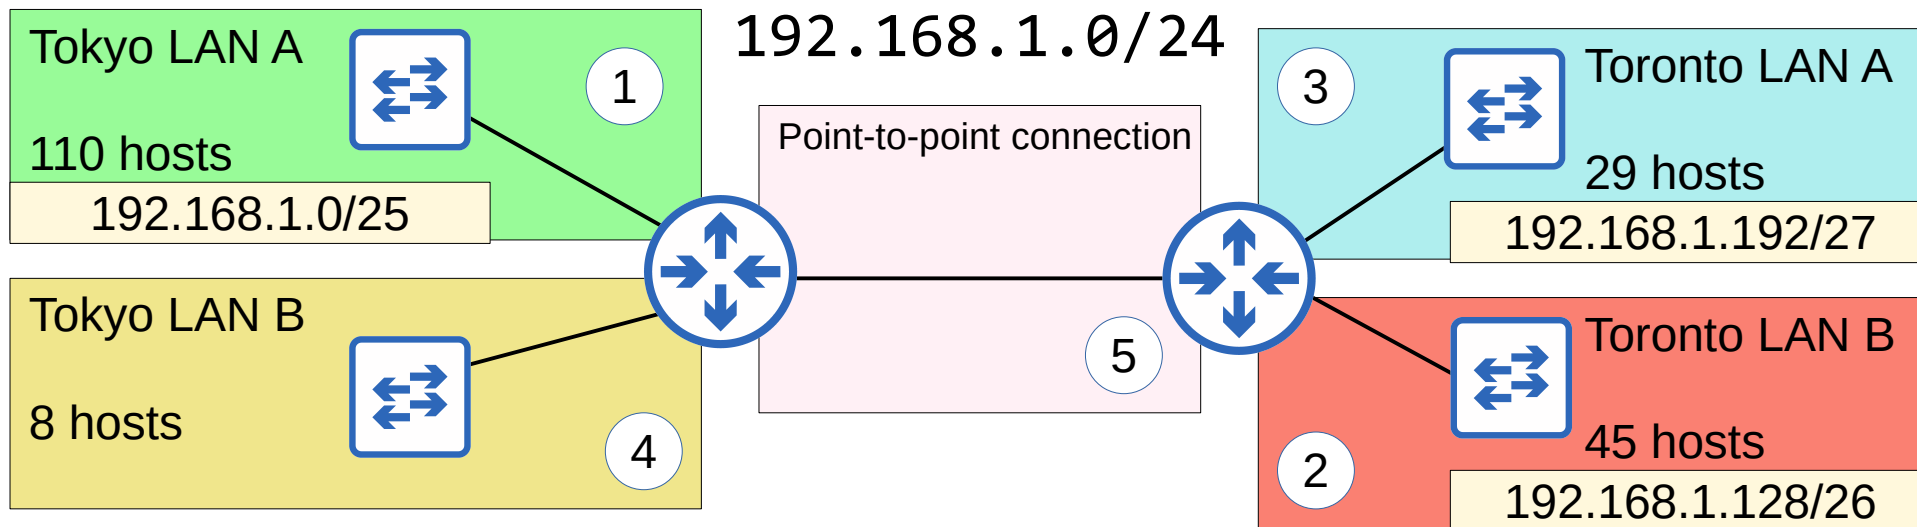 192.168.1.0/24
Tokyo LAN A
1
110 hosts
192.168.1.0/25
Tokyo LAN B
8 hosts
4
Point-to-point connection
5
3
Toronto LAN A
29 hosts
192.168.1.192/27
Toronto LAN B
45 hosts
2
192.168.1.128/26